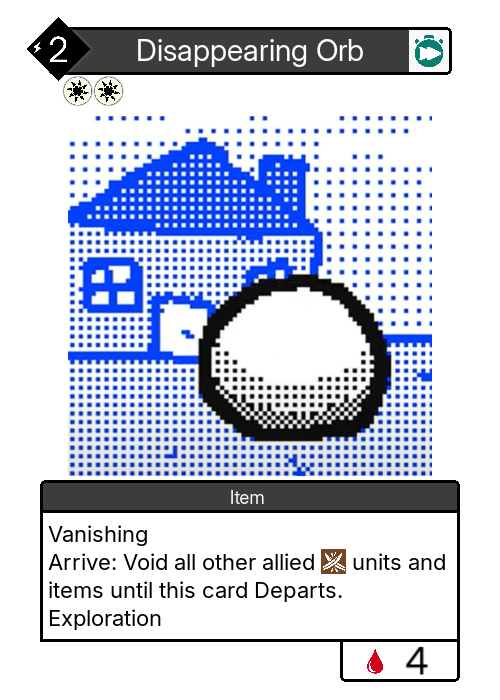 2
Disappearing Orb
Item
Vanishing
Arrive: Void all other allied units and
items until this card Departs.
Exploration
4